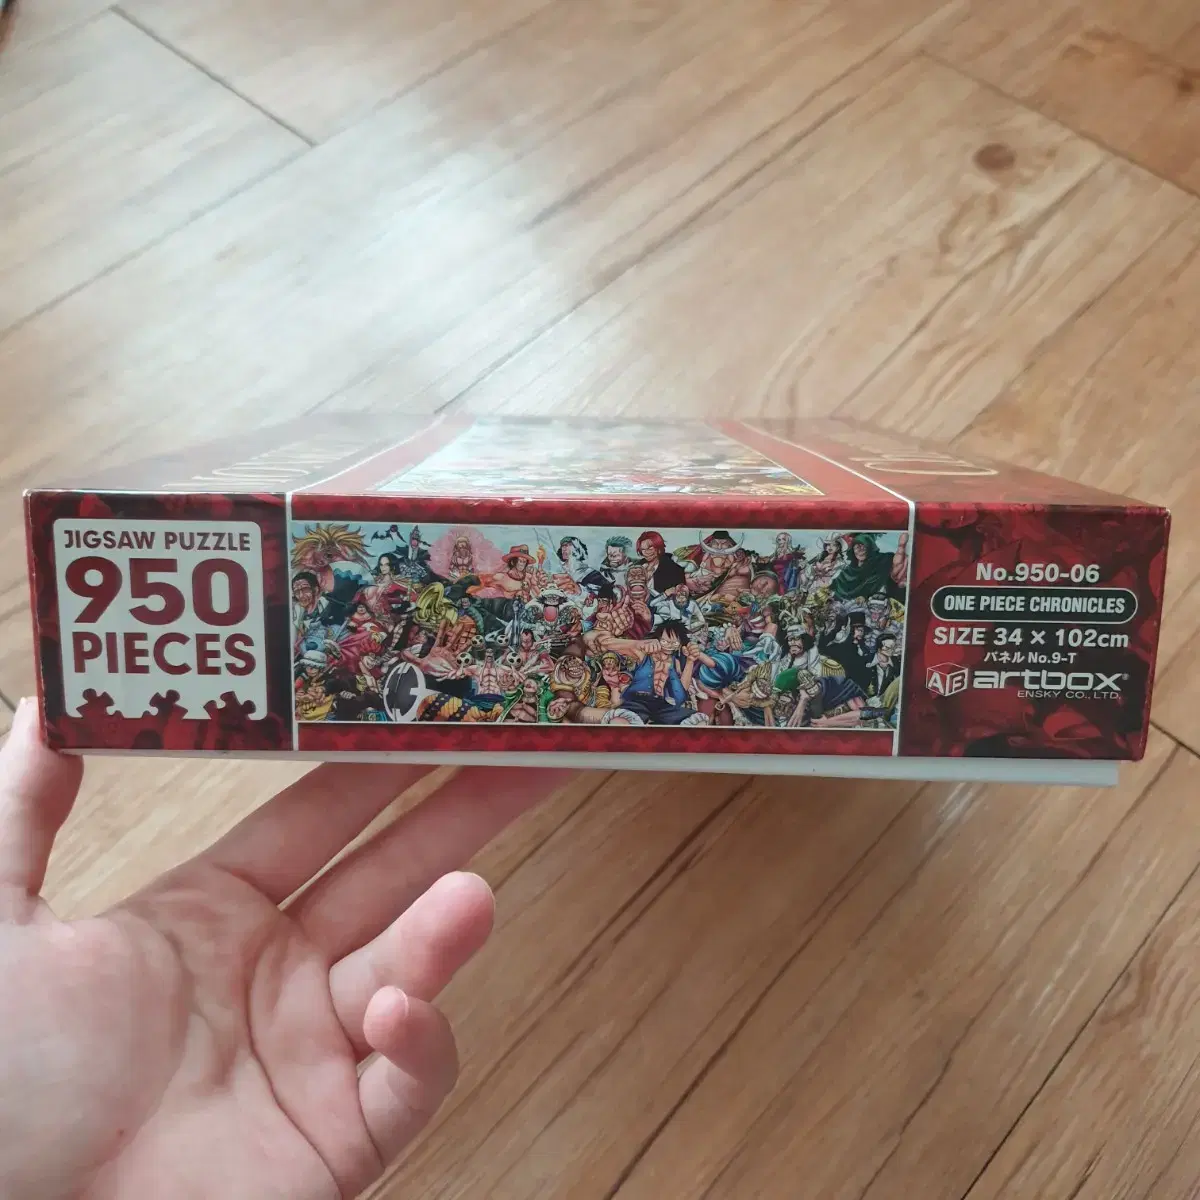 JIGSAW PUZZLE
950
PIECES
No.950-06
ONE PIECE CHRONICLES
SIZE 34 × 102cm
パネル No.9-T
AB artbox®
ENSKY CO., LTD.